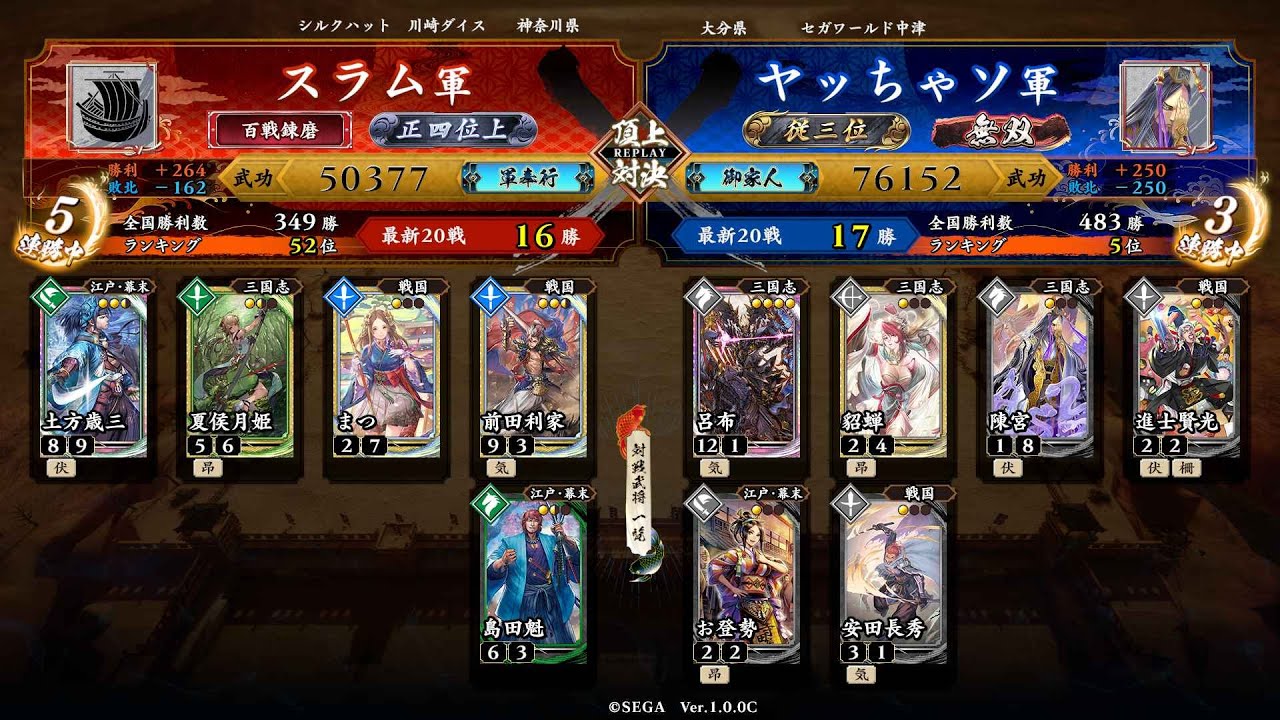 シルクハット 川崎ダイス 神奈川県
大分県 セガワールド中津
スラム軍
ヤッちゃソ軍
百戦錬磨
正四位上
頂上
REPLAY
対決
従三位
無双
勝利 +264
敗北 -162
武功
50377
軍奉行
御家人
76152
武功
勝利 +250
敗北 -250
5
連勝中
全国勝利数 349勝
ランキング 52位
最新20戦 16勝
最新20戦 17勝
全国勝利数 483勝
ランキング 5位
3
連勝中
江戸・幕末
土方歳三
8 9
伏
三国志
夏侯月姫
5 6
昂
戦国
まつ
2 7
戦国
前田利家
9 3
気
三国志
呂布
12 1
気
三国志
貂蝉
2 4
昂
三国志
陳宮
1 8
伏
戦国
進士賢光
2 2
伏 柵
対戦武将一覧
江戸・幕末
島田魁
6 3
江戸・幕末
お登勢
2 2
昂
戦国
安田長秀
3 1
気
©SEGA Ver.1.0.0C